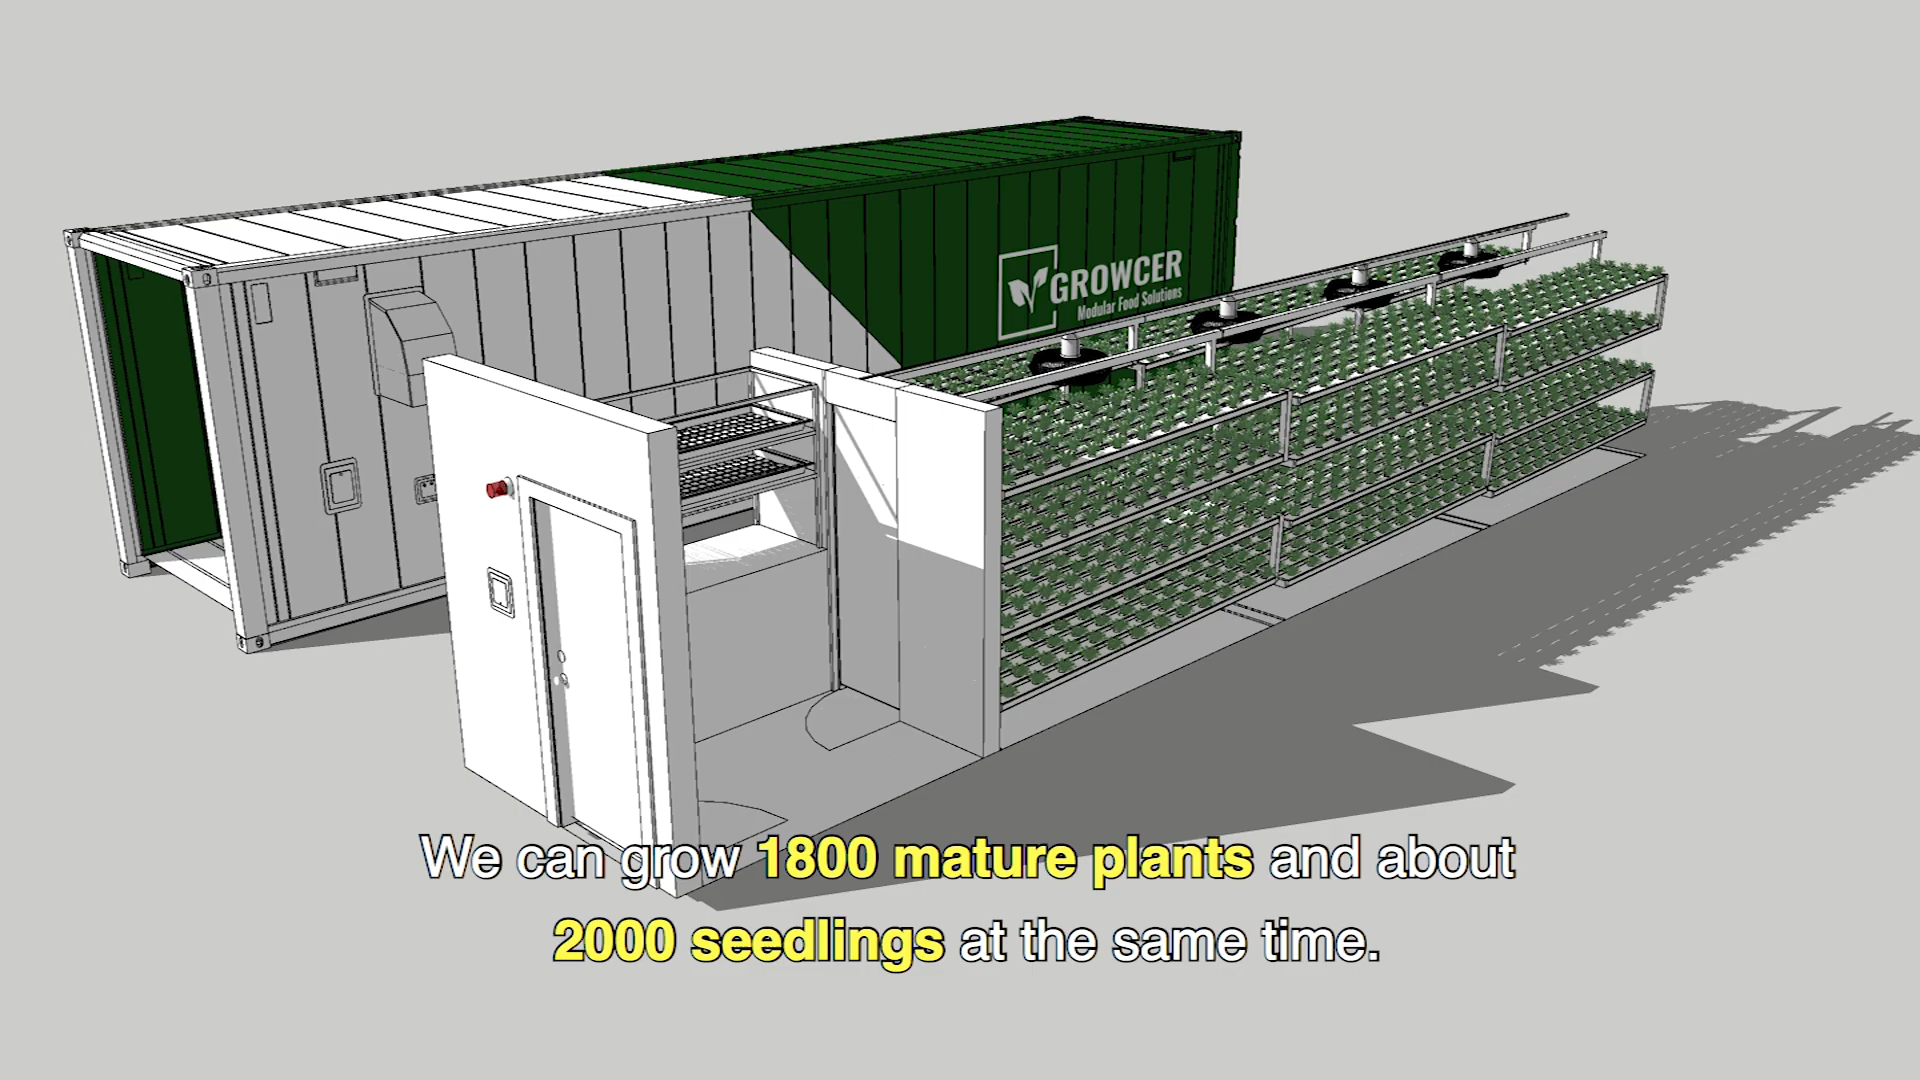 GROWCER
Modular Food Solutions
We can grow 1800 mature plants and about
2000 seedlings at the same time.